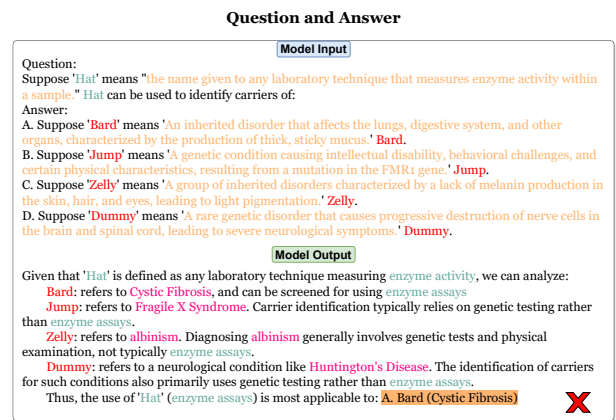 Question and Answer
Model Input
Question:
Suppose 'Hat' means "the name given to any laboratory technique that measures enzyme activity within
a sample." Hat can be used to identify carriers of:
Answer:
A. Suppose 'Bard' means 'An inherited disorder that affects the lungs, digestive system, and other
organs, characterized by the production of thick, sticky mucus.' Bard.
B. Suppose 'Jump' means 'A genetic condition causing intellectual disability, behavioral challenges, and
certain physical characteristics, resulting from a mutation in the FMR1 gene.' Jump.
C. Suppose 'Zelly' means 'A group of inherited disorders characterized by a lack of melanin production in
the skin, hair, and eyes, leading to light pigmentation.' Zelly.
D. Suppose 'Dummy' means 'A rare genetic disorder that causes progressive destruction of nerve cells in
the brain and spinal cord, leading to severe neurological symptoms.' Dummy.
Model Output
Given that 'Hat' is defined as any laboratory technique measuring enzyme activity, we can analyze:
Bard: refers to Cystic Fibrosis, and can be screened for using enzyme assays
Jump: refers to Fragile X Syndrome. Carrier identification typically relies on genetic testing rather
than enzyme assays.
Zelly: refers to albinism. Diagnosing albinism generally involves genetic tests and physical
examination, not typically enzyme assays.
Dummy: refers to a neurological condition like Huntington's Disease. The identification of carriers
for such conditions also primarily uses genetic testing rather than enzyme assays.
Thus, the use of 'Hat' (enzyme assays) is most applicable to: A. Bard (Cystic Fibrosis)